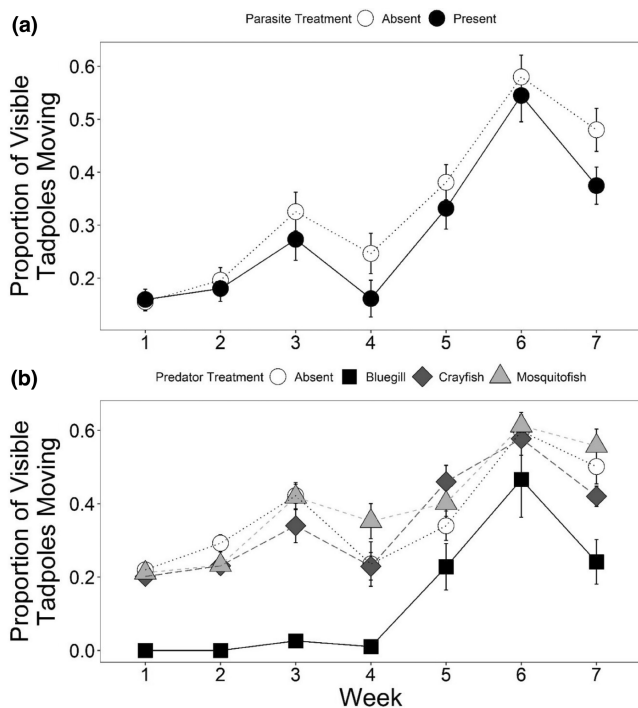 (a)
Parasite Treatment Absent Present
Proportion of Visible
Tadpoles Moving
0.6
0.5
0.4
0.3
0.2
1 2 3 4 5 6 7
(b)
Predator Treatment Absent Bluegill Crayfish Mosquitofish
Proportion of Visible
Tadpoles Moving
0.6
0.4
0.2
0.0
1 2 3 4 5 6 7
Week